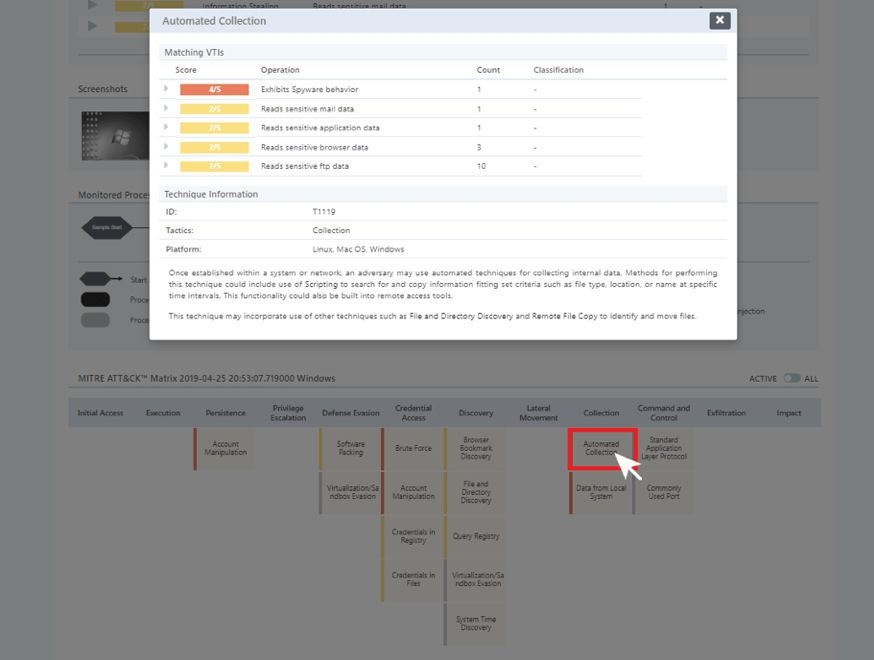 Information Stealing Reads sensitive mail data 1 -
Automated Collection
Matching VTIs
Score Operation Count Classification
4/5 Exhibits Spyware behavior 1 -
2/5 Reads sensitive mail data 1 -
2/5 Reads sensitive application data 1 -
2/5 Reads sensitive browser data 3 -
2/5 Reads sensitive ftp data 10 -
Technique Information
ID: T1119
Tactics: Collection
Platform: Linux, Mac OS, Windows
Once established within a system or network, an adversary may use automated techniques for collecting internal data. Methods for performing
this technique could include use of Scripting to search for and copy information fitting set criteria such as file type, location, or name at specific
time intervals. This functionality could also be built into remote access tools.
This technique may incorporate use of other techniques such as File and Directory Discovery and Remote File Copy to identify and move files.
Screenshots
Monitored Proce
Sample Start
Start
Proce
Proce
njection
MITRE ATT&CK™ Matrix 2019-04-25 20:53:07.719000 Windows
ACTIVE ALL
Initial Access
Execution
Persistence
Privilege
Escalation
Defense Evasion
Credential
Access
Discovery
Lateral
Movement
Collection
Command and
Control
Exfiltration
Impact
Account
Manipulation
Software
Packing
Brute Force
Browser
Bookmark
Discovery
Automated
Collection
Standard
Application
Layer Protocol
Virtualization/Sa
ndbox Evasion
Account
Manipulation
File and
Directory
Discovery
Data from Local
System
Commonly
Used Port
Credentials in
Registry
Query Registry
Credentials in
Files
Virtualization/Sa
ndbox Evasion
System Time
Discovery